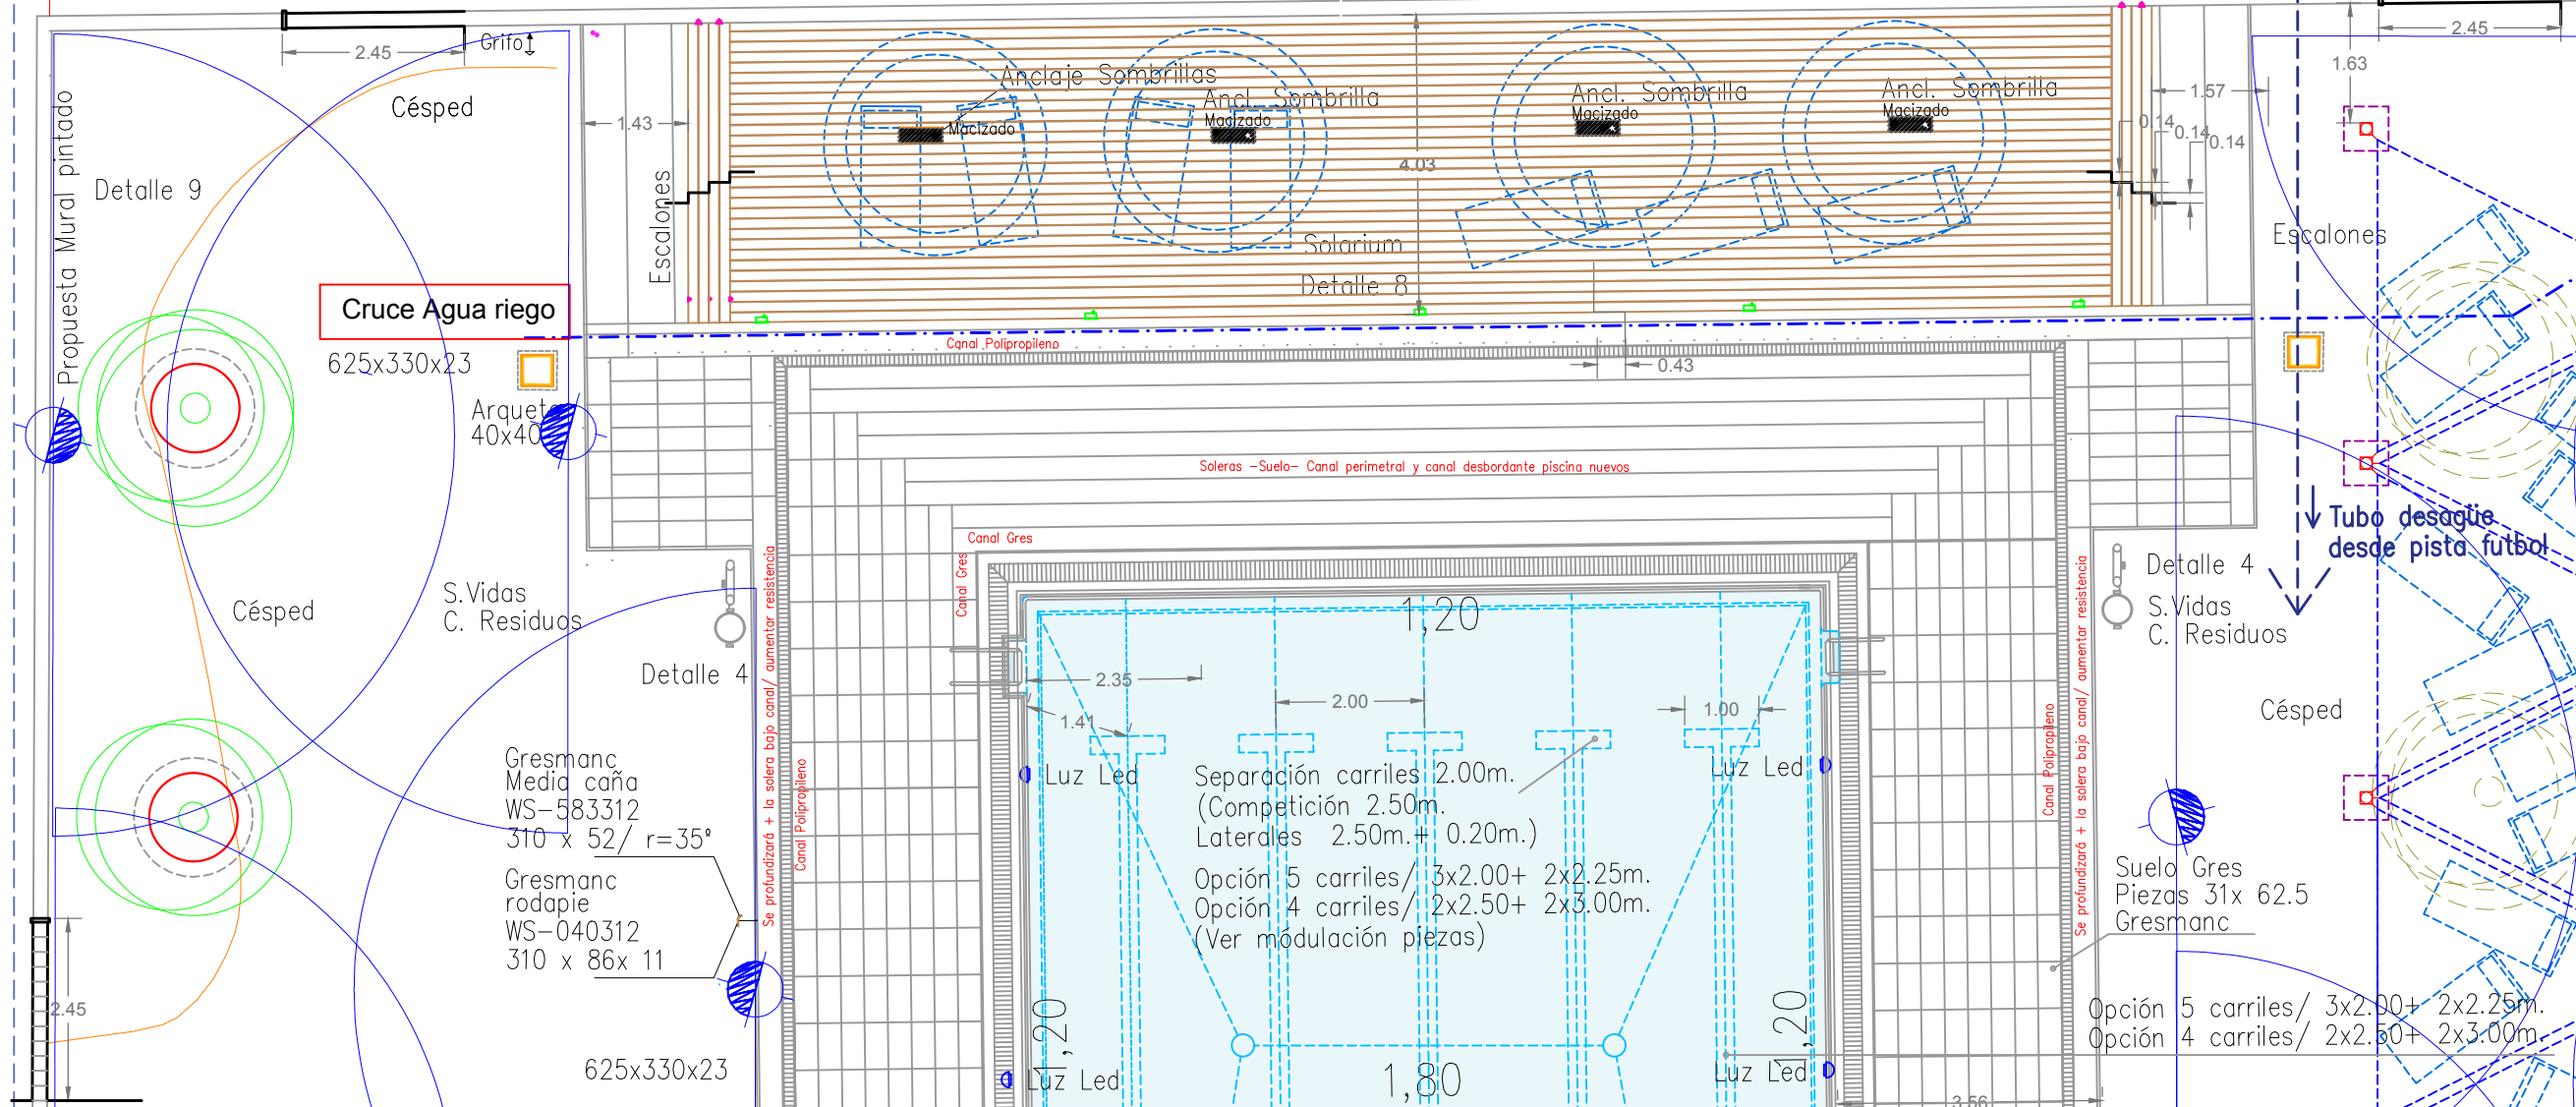 2.45
Grifo
Césped
Propuesta Mural pintado
Detalle 9
Cruce Agua riego
625x330x23
Arqueta
40x40
1.43
Escalones
Anclaje Sombrillas
Macizado
Ancl. Sombrilla
Macizado
Ancl. Sombrilla
Macizado
Ancl. Sombrilla
Macizado
4.03
Solarium
Detalle 8
2.45
1.63
1.57
0.14
0.14
0.14
Escalones
Canal Polipropileno
0.43
Soleras -Suelo- Canal perimetral y canal desbordante piscina nuevos
Canal Gres
Canal Gres
Tubo desagüe
desde pista futbol
Detalle 4
S.Vidas
C. Residuos
Césped
Césped
S.Vidas
C. Residuos
Detalle 4
Se profundizará + la solera bajo canal/ aumentar resistencia
Canal Polipropileno
Canal Polipropileno
Se profundizará + la solera bajo canal/ aumentar resistencia
1,20
2.35
2.00
1.00
1.41
Luz Led
Luz Led
Separación carriles 2.00m.
(Competición 2.50m.
Laterales 2.50m.+ 0.20m.)
Opción 5 carriles/ 3x2.00+ 2x2.25m.
Opción 4 carriles/ 2x2.50+ 2x3.00m.
(Ver módulación piezas)
Gresmanc
Media caña
WS-583312
310 x 52/ r=35º
Gresmanc
rodapie
WS-040312
310 x 86x 11
Suelo Gres
Piezas 31x 62.5
Gresmanc
Opción 5 carriles/ 3x2.00+ 2x2.25m.
Opción 4 carriles/ 2x2.50+ 2x3.00m.
2.45
625x330x23
1,20
1,20
Luz Led
1,80
Luz Led
3.56